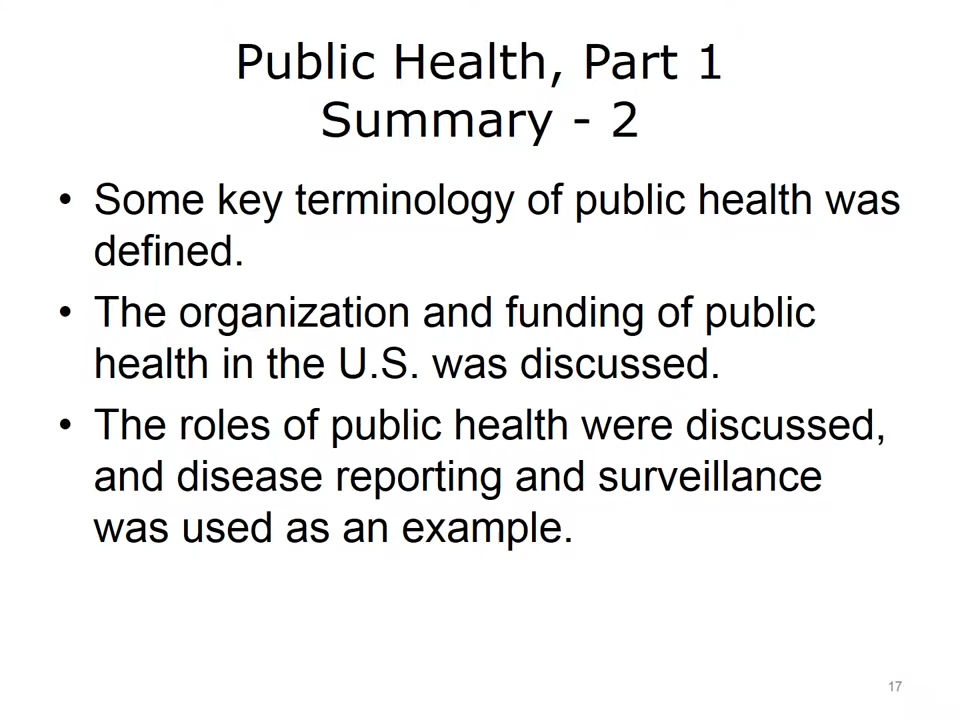 Public Health, Part 1
Summary - 2
• Some key terminology of public health was
defined.
• The organization and funding of public
health in the U.S. was discussed.
• The roles of public health were discussed,
and disease reporting and surveillance
was used as an example.
17